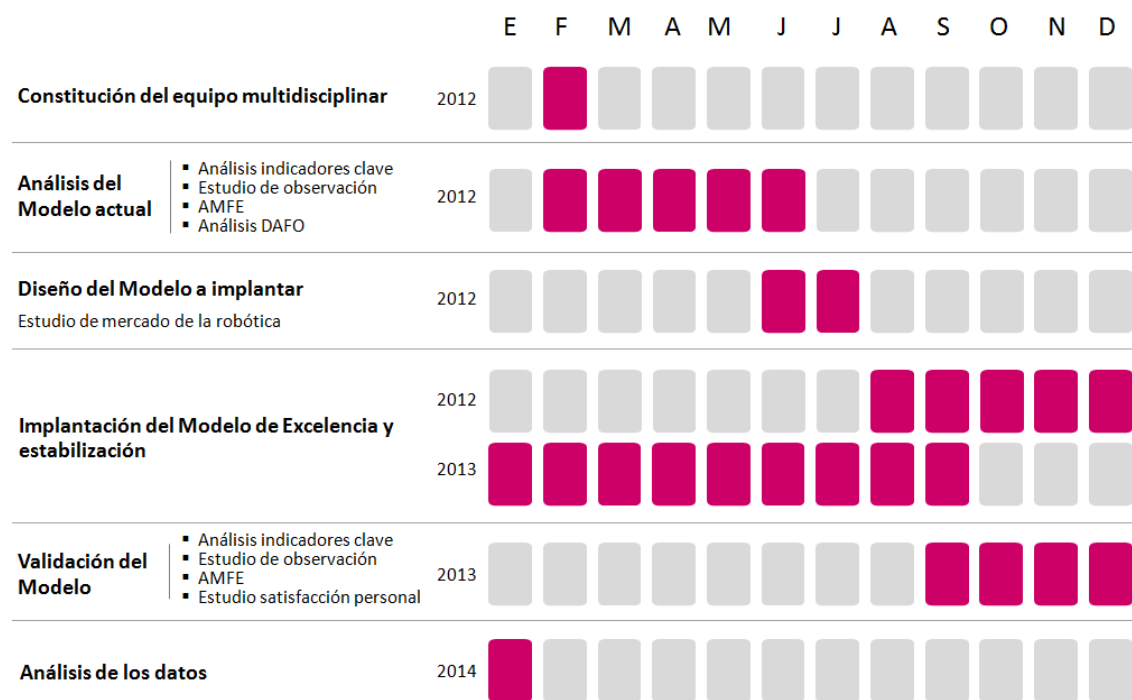 E F M A M J J A S O N D
Constitución del equipo multidisciplinar 2012
Análisis del
Modelo actual
▪ Análisis indicadores clave
▪ Estudio de observación
▪ AMFE
▪ Análisis DAFO
2012
Diseño del Modelo a implantar
Estudio de mercado de la robótica
2012
Implantación del Modelo de Excelencia y
estabilización
2012
2013
Validación del
Modelo
▪ Análisis indicadores clave
▪ Estudio de observación
▪ AMFE
▪ Estudio satisfacción personal
2013
Análisis de los datos 2014